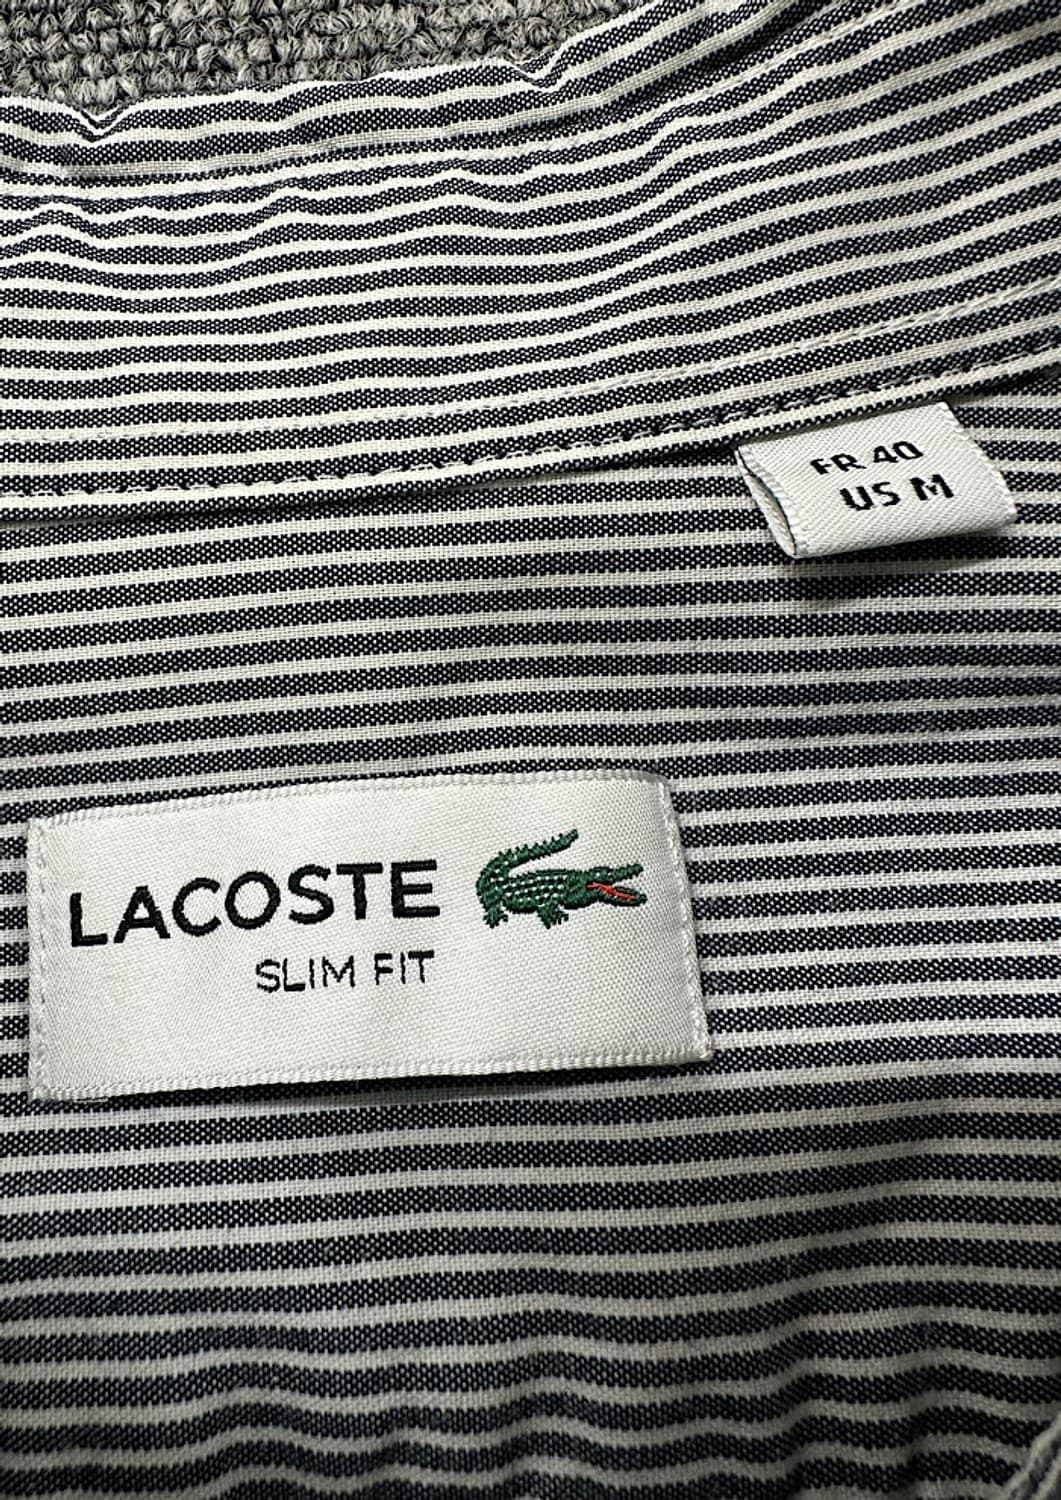 FR 40
US M
LACOSTE
SLIM FIT